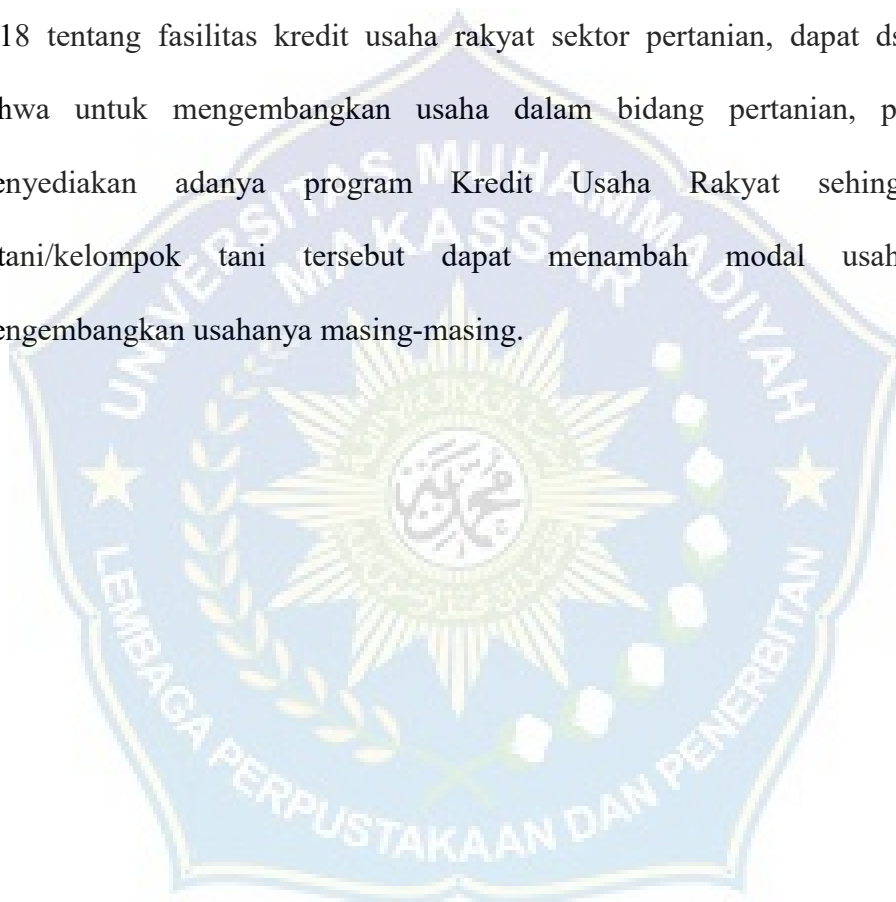 18 tentang fasilitas kredit usaha rakyat sektor pertanian, dapat ds
hwa untuk mengembangkan usaha dalam bidang pertanian, p
enyediakan adanya program Kredit Usaha Rakyat sehing
tani/kelompok tani tersebut dapat menambah modal usah
engembangkan usahanya masing-masing.
UNIVERSITAS MUHAMMADIYAH
MAKASSAR
محمد
LEMBAGA PERPUSTAKAAN DAN PENERBITAN